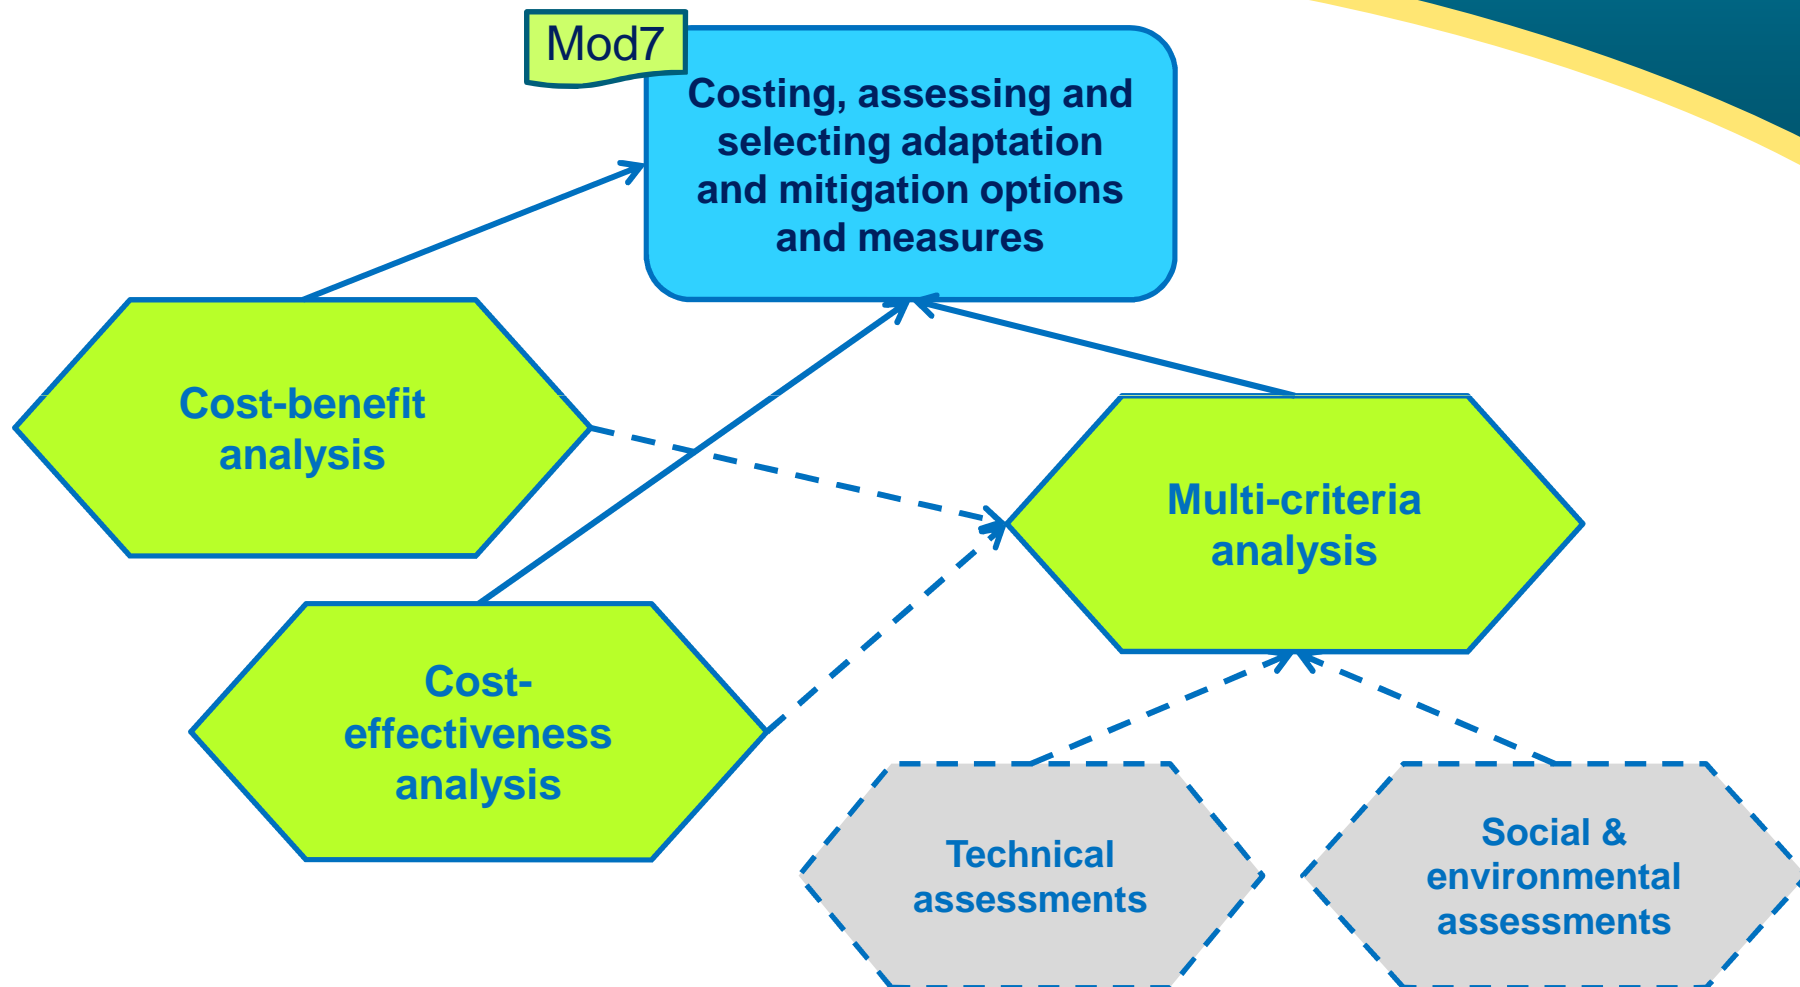 Mod7
Costing, assessing and
selecting adaptation
and mitigation options
and measures
Cost-benefit
analysis
Multi-criteria
analysis
Cost-
effectiveness
analysis
Technical
assessments
Social &
environmental
assessments